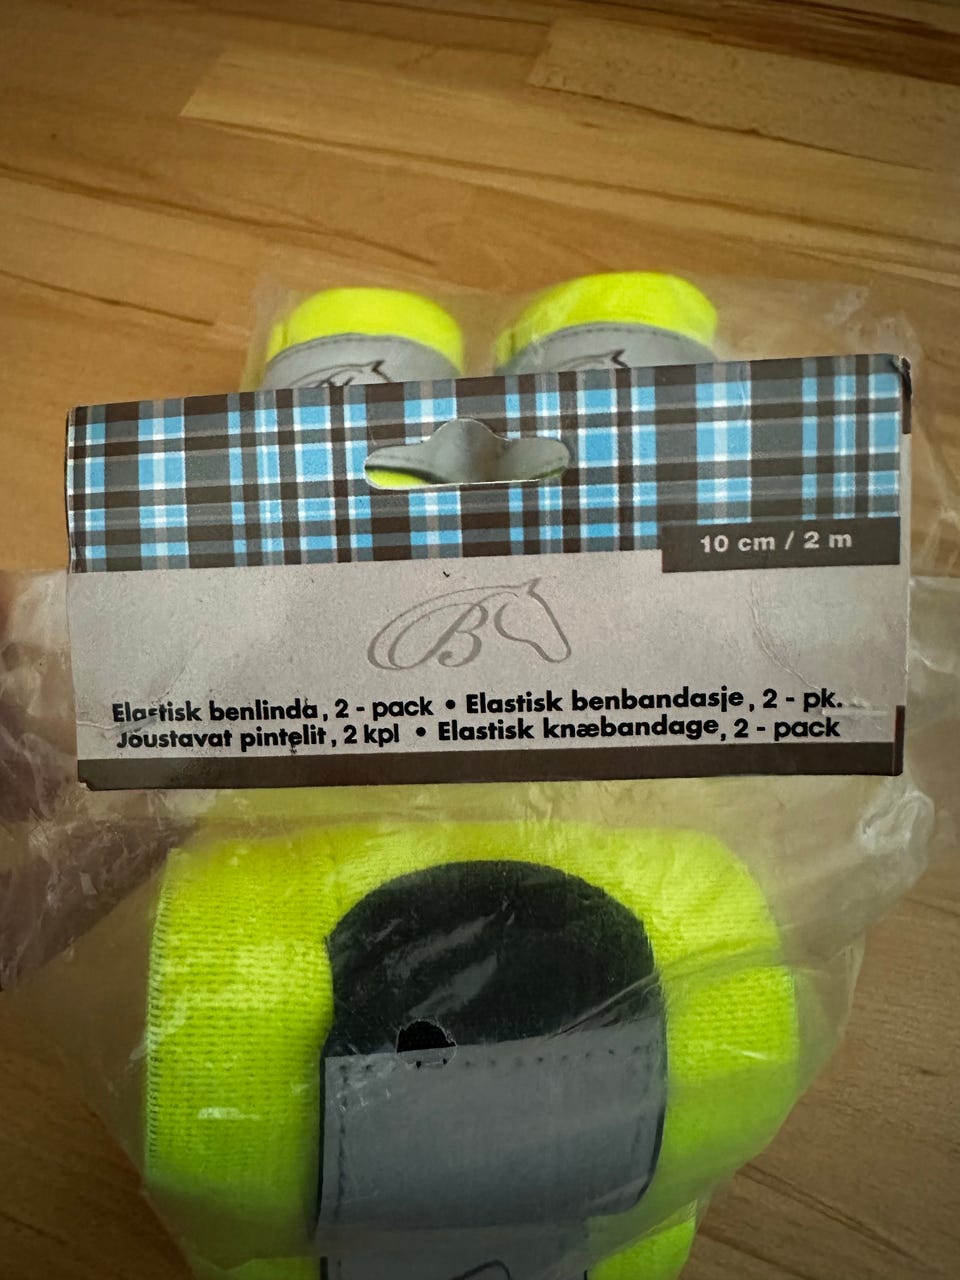 10 cm / 2 m
B
Elastisk benlinda, 2 - pack • Elastisk benbandasje, 2 - pk.
Joustavat pintelit, 2 kpl • Elastisk knæbandage, 2 - pack